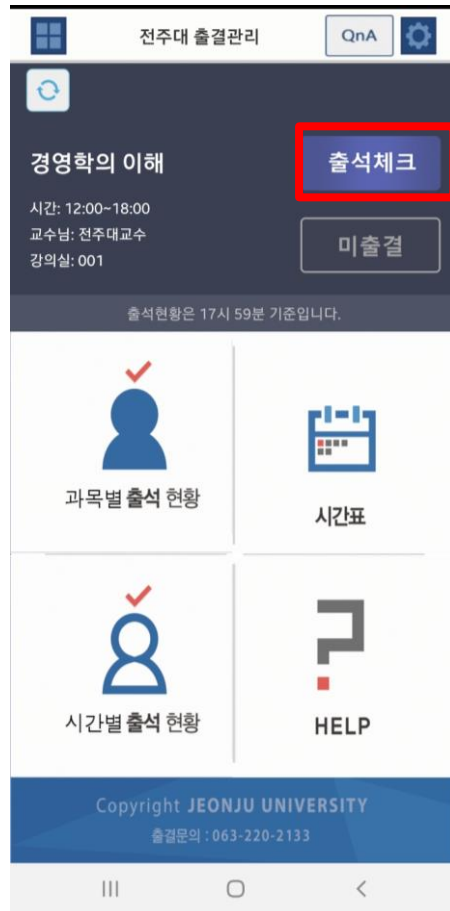 전주대 출결관리
QnA
경영학의 이해
출석체크
시간: 12:00~18:00
교수님: 전주대교수
강의실: 001
미출결
출석현황은 17시 59분 기준입니다.
과목별 출석 현황
시간표
시간별 출석 현황
HELP
Copyright JEONJU UNIVERSITY
출결문의 : 063-220-2133